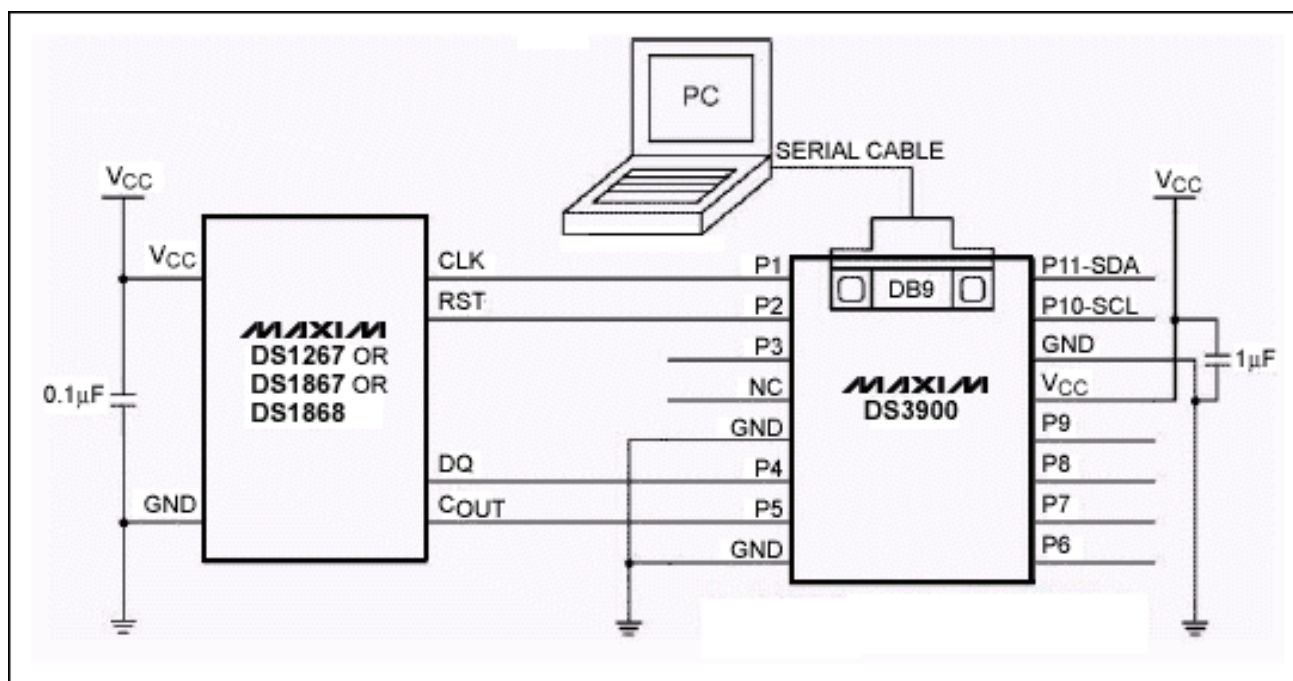 PC
SERIAL CABLE
VCC
VCC
VCC
CLK
P1
DB9
P11-SDA
RST
P2
P10-SCL
MAXIM
DS1267 OR
DS1867 OR
DS1868
P3
GND
0.1µF
NC
MAXIM
DS3900
VCC
1µF
GND
P9
DQ
P4
P8
GND
COUT
P5
P7
GND
P6